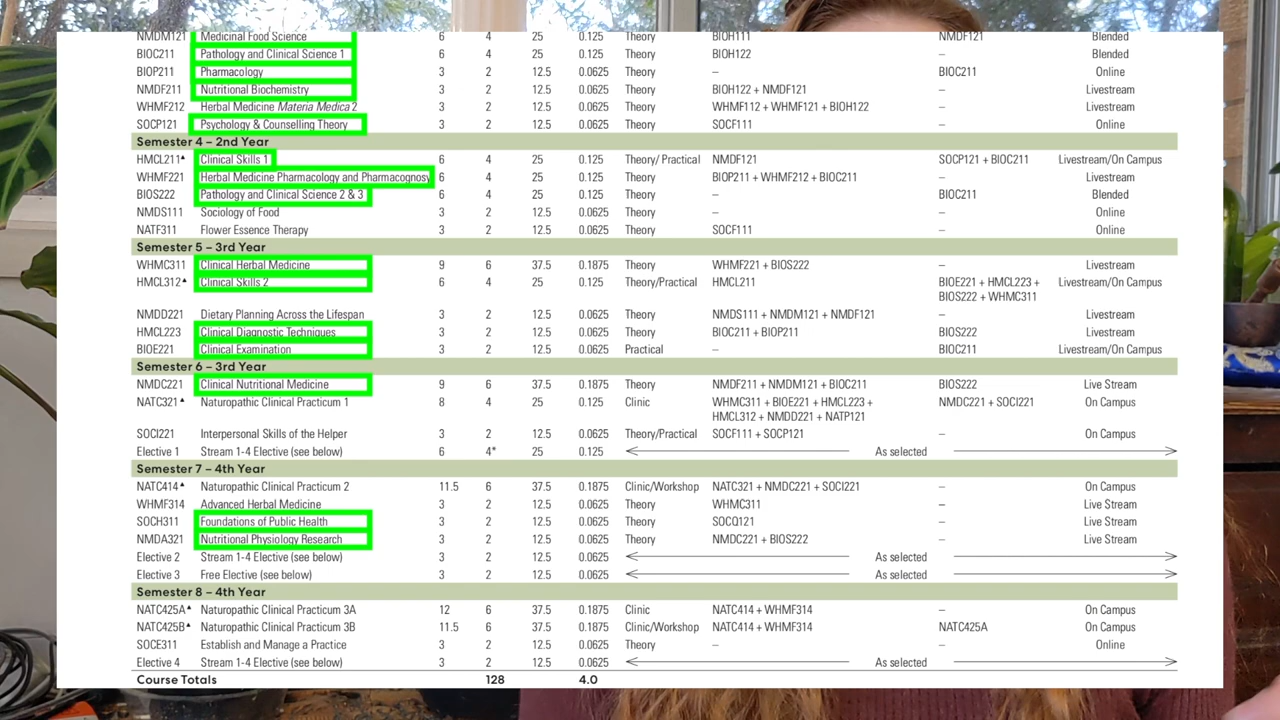 NMDM121 Medicinal Food Science 6 4 25 0.125 Theory BIOH111 NMDF121 Blended
BIOC211 Pathology and Clinical Science 1 6 4 25 0.125 Theory BIOH122 – Blended
BIOP211 Pharmacology 3 2 12.5 0.0625 Theory – BIOC211 Online
NMDF211 Nutritional Biochemistry 3 2 12.5 0.0625 Theory BIOH122 + NMDF121 – Livestream
WHMF212 Herbal Medicine Materia Medica 2 3 2 12.5 0.0625 Theory WHMF112 + WHMF121 + BIOH122 – Livestream
SOCP121 Psychology & Counselling Theory 3 2 12.5 0.0625 Theory SOCF111 – Online
Semester 4 – 2nd Year
HMCL211▲ Clinical Skills 1 6 4 25 0.125 Theory/ Practical NMDF121 SOCP121 + BIOC211 Livestream/On Campus
WHMF221 Herbal Medicine Pharmacology and Pharmacognosy 6 4 25 0.125 Theory BIOP211 + WHMF212 + BIOC211 – Livestream
BIOS222 Pathology and Clinical Science 2 & 3 6 4 25 0.125 Theory – BIOC211 Blended
NMDS111 Sociology of Food 3 2 12.5 0.0625 Theory – – Online
NATF311 Flower Essence Therapy 3 2 12.5 0.0625 Theory SOCF111 – Online
Semester 5 – 3rd Year
WHMC311 Clinical Herbal Medicine 9 6 37.5 0.1875 Theory WHMF221 + BIOS222 – Livestream
HMCL312▲ Clinical Skills 2 6 4 25 0.125 Theory/Practical HMCL211 BIOE221 + HMCL223 + Livestream/On Campus
BIOS222 + WHMC311
NMDD221 Dietary Planning Across the Lifespan 3 2 12.5 0.0625 Theory NMDS111 + NMDM121 + NMDF121 – Livestream
HMCL223 Clinical Diagnostic Techniques 3 2 12.5 0.0625 Theory BIOC211 + BIOP211 BIOS222 Livestream
BIOE221 Clinical Examination 3 2 12.5 0.0625 Practical – BIOC211 Livestream/On Campus
Semester 6 – 3rd Year
NMDC221 Clinical Nutritional Medicine 9 6 37.5 0.1875 Theory NMDF211 + NMDM121 + BIOC211 BIOS222 Live Stream
NATC321▲ Naturopathic Clinical Practicum 1 8 4 25 0.125 Clinic WHMC311 + BIOE221 + HMCL223 + NMDC221 + SOCI221 On Campus
HMCL312 + NMDD221 + NATP121
SOCI221 Interpersonal Skills of the Helper 3 2 12.5 0.0625 Theory/Practical SOCF111 + SOCP121 – On Campus
Elective 1 Stream 1-4 Elective (see below) 6 4* 25 0.125 As selected
Semester 7 – 4th Year
NATC414▲ Naturopathic Clinical Practicum 2 11.5 6 37.5 0.1875 Clinic/Workshop NATC321 + NMDC221 + SOCI221 – On Campus
WHMF314 Advanced Herbal Medicine 3 2 12.5 0.0625 Theory WHMC311 – Live Stream
SOCH311 Foundations of Public Health 3 2 12.5 0.0625 Theory SOCQ121 – Live Stream
NMDA321 Nutritional Physiology Research 3 2 12.5 0.0625 Theory NMDC221 + BIOS222 – Live Stream
Elective 2 Stream 1-4 Elective (see below) 3 2 12.5 0.0625 As selected
Elective 3 Free Elective (see below) 3 2 12.5 0.0625 As selected
Semester 8 – 4th Year
NATC425A▲ Naturopathic Clinical Practicum 3A 12 6 37.5 0.1875 Clinic NATC414 + WHMF314 – On Campus
NATC425B▲ Naturopathic Clinical Practicum 3B 11.5 6 37.5 0.1875 Clinic/Workshop NATC414 + WHMF314 NATC425A On Campus
SOCE311 Establish and Manage a Practice 3 2 12.5 0.0625 Theory – – Online
Elective 4 Stream 1-4 Elective (see below) 3 2 12.5 0.0625 As selected
Course Totals 128 4.0